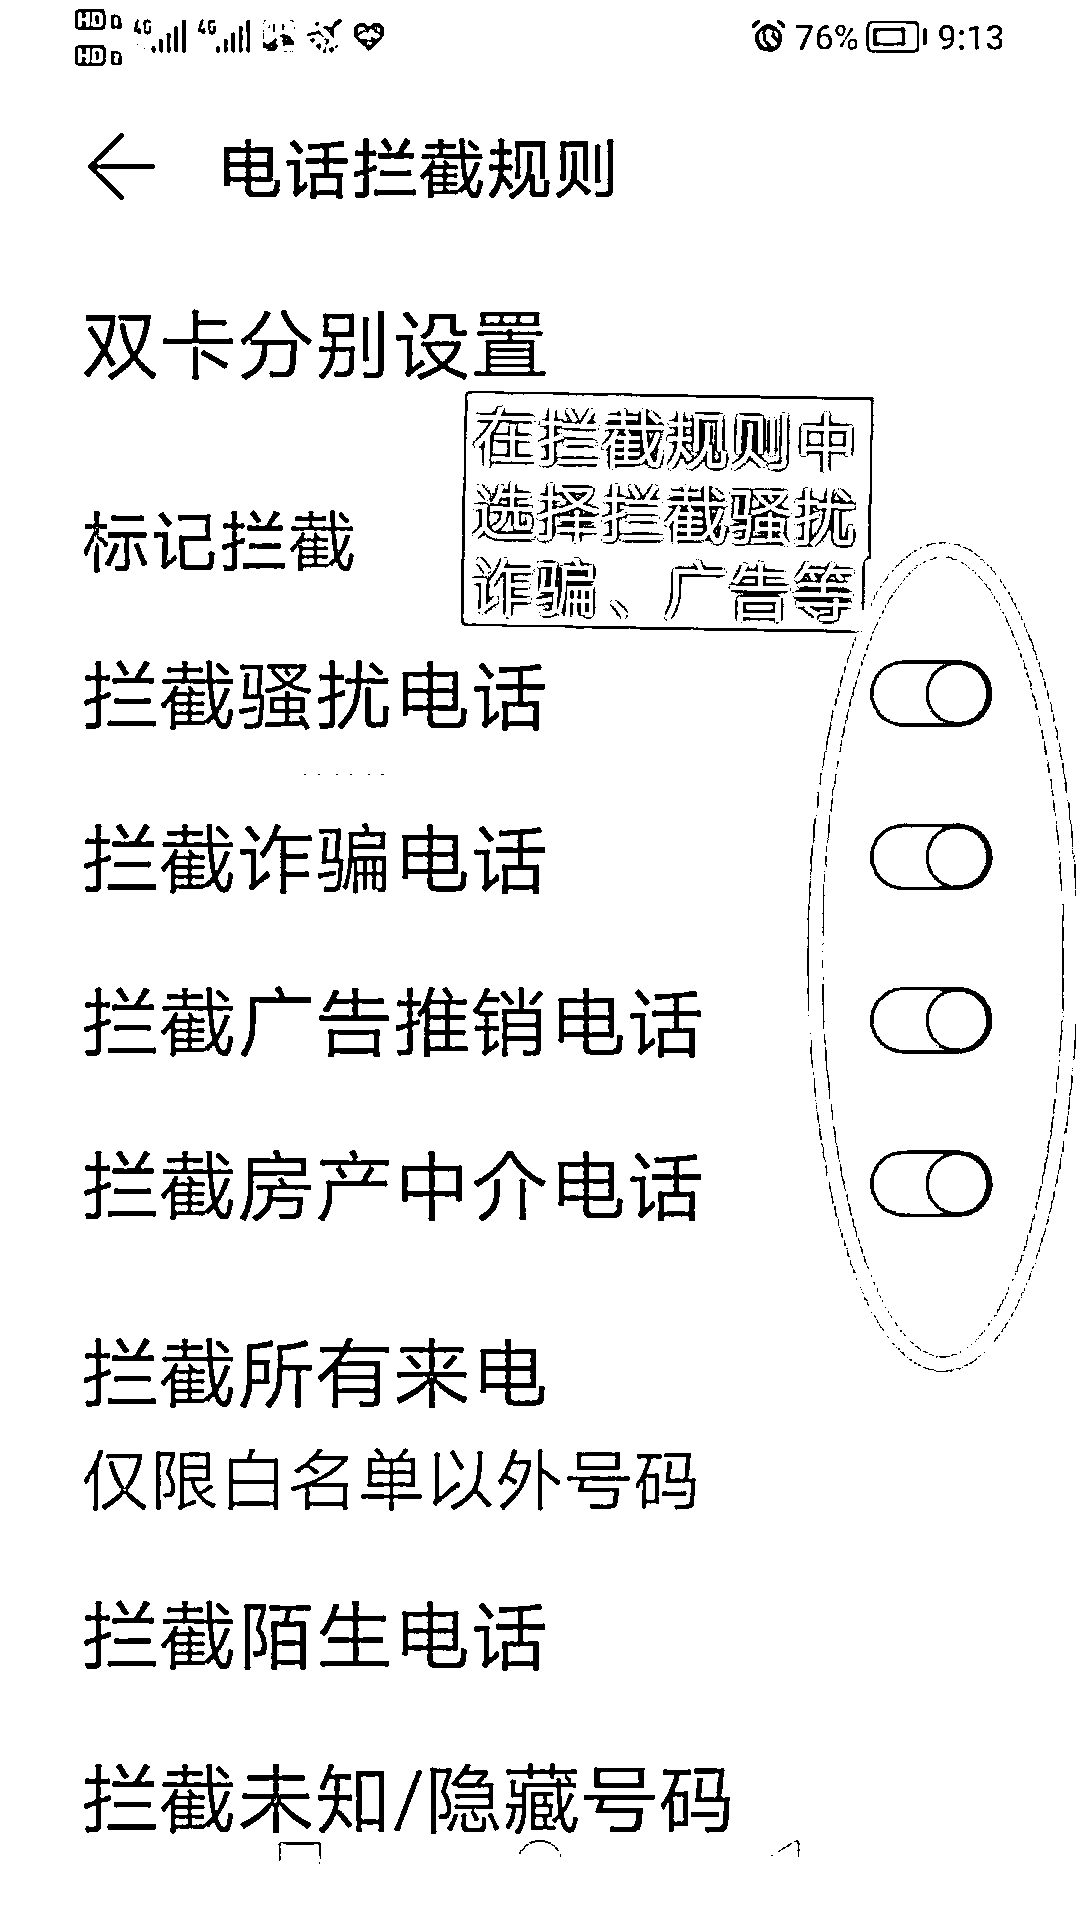 HD 4G 4G 76% 9:13
HD
电话拦截规则
双卡分别设置
在拦截规则中
选择拦截骚扰
诈骗、广告等
标记拦截
拦截骚扰电话
拦截诈骗电话
拦截广告推销电话
拦截房产中介电话
拦截所有来电
仅限白名单以外号码
拦截陌生电话
拦截未知/隐藏号码